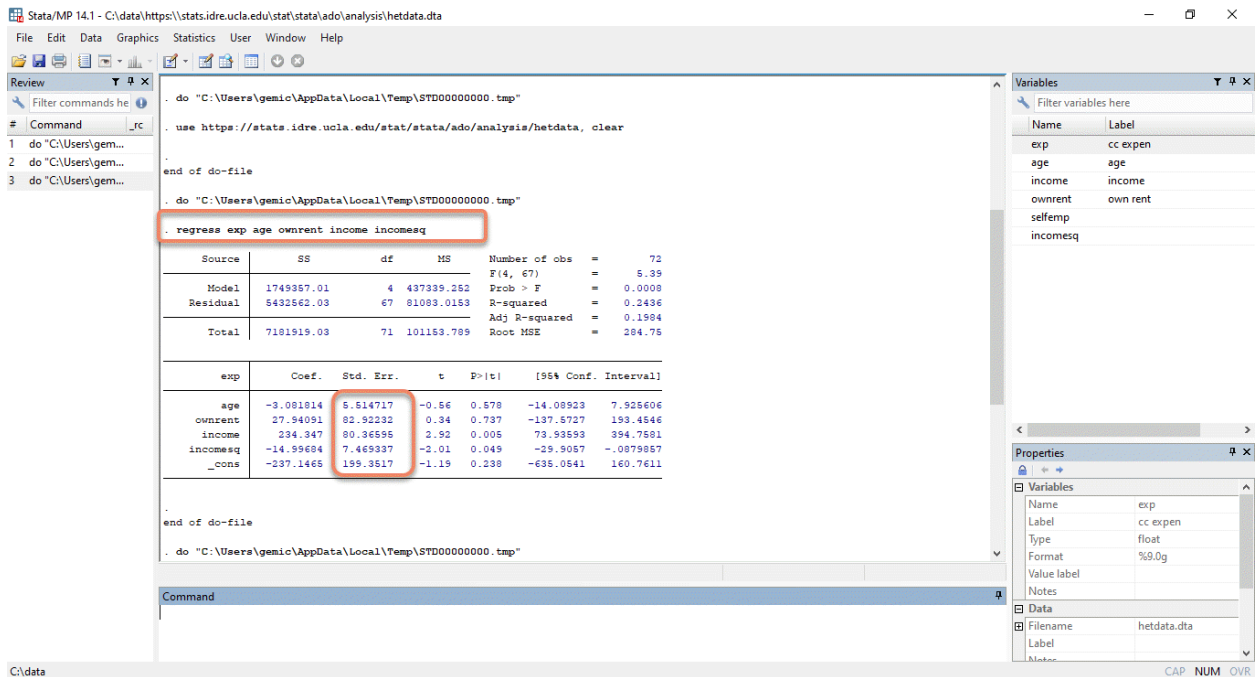 Stata/MP 14.1 - C:\data\https:\\stats.idre.ucla.edu\stat\stata\ado\analysis\hetdata.dta
File Edit Data Graphics Statistics User Window Help
Review
Filter commands he
# Command _rc
1 do "C:\Users\gem...
2 do "C:\Users\gem...
3 do "C:\Users\gem...
. do "C:\Users\gemic\AppData\Local\Temp\STD00000000.tmp"
. use https://stats.idre.ucla.edu/stat/stata/ado/analysis/hetdata, clear
.
end of do-file
. do "C:\Users\gemic\AppData\Local\Temp\STD00000000.tmp"
. regress exp age ownrent income incomesq
Source SS df MS Number of obs = 72
F(4, 67) = 5.39
Model 1749357.01 4 437339.252 Prob > F = 0.0008
Residual 5432562.03 67 81083.0153 R-squared = 0.2436
Adj R-squared = 0.1984
Total 7181919.03 71 101153.789 Root MSE = 284.75
exp Coef. Std. Err. t P>|t| [95% Conf. Interval]
age -3.081814 5.514717 -0.56 0.578 -14.08923 7.925606
ownrent 27.94091 82.92232 0.34 0.737 -137.5727 193.4546
income 234.347 80.36595 2.92 0.005 73.93593 394.7581
incomesq -14.99684 7.469337 -2.01 0.049 -29.9057 -.0879857
_cons -237.1465 199.3517 -1.19 0.238 -635.0541 160.7611
.
end of do-file
. do "C:\Users\gemic\AppData\Local\Temp\STD00000000.tmp"
Command
Variables
Filter variables here
Name Label
exp cc expen
age age
income income
ownrent own rent
selfemp
incomesq
Properties
Variables
Name exp
Label cc expen
Type float
Format %9.0g
Value label
Notes
Data
Filename hetdata.dta
Label
Notes
C:\data
CAP NUM OVR